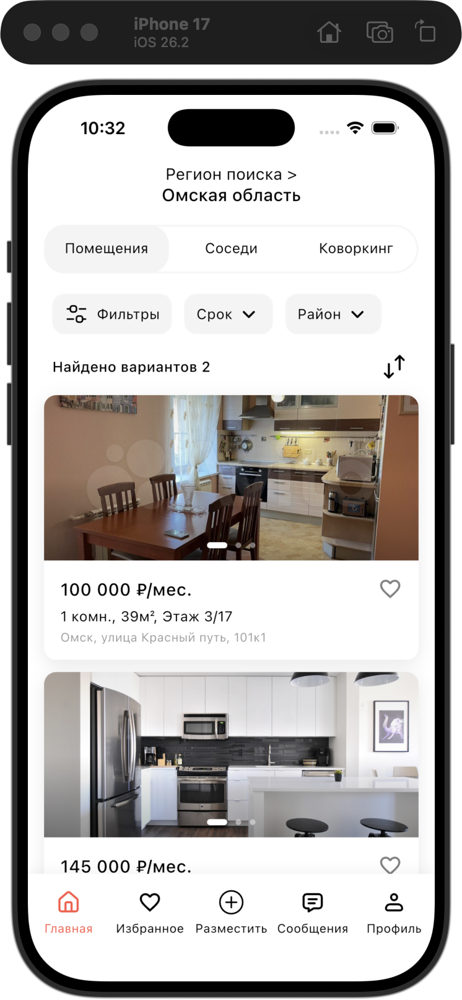 iPhone 17
iOS 26.2
10:32
Регион поиска >
Омская область
Помещения Соседи Коворкинг
Фильтры Срок Район
Найдено вариантов 2
100 000 ₽/мес.
1 комн., 39м², Этаж 3/17
Омск, улица Красный путь, 101к1
145 000 ₽/мес.
Главная Избранное Разместить Сообщения Профиль